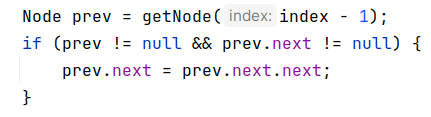 Node prev = getNode( index: index - 1);
if (prev != null && prev.next != null) {
    prev.next = prev.next.next;
}